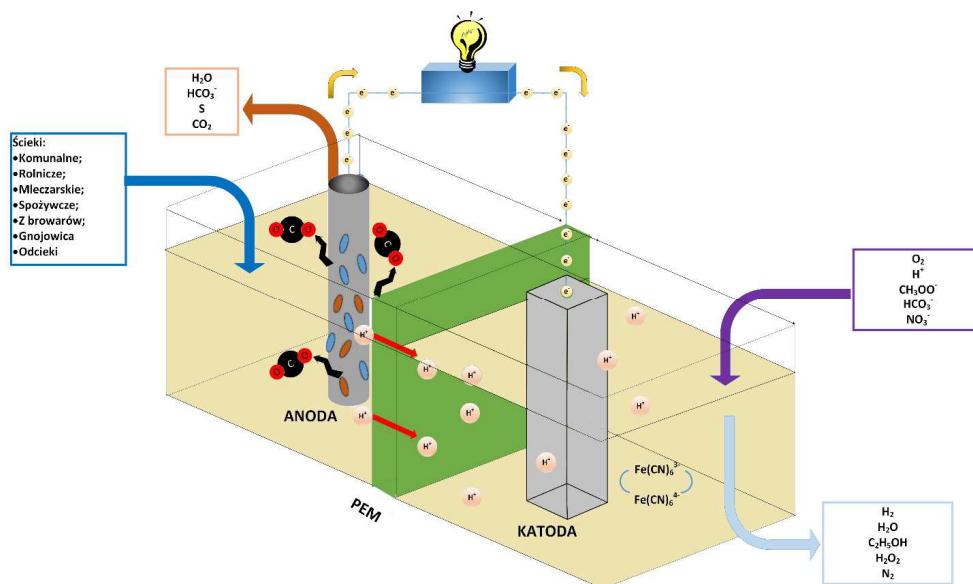 H₂O
HCO₃⁻
S
CO₂
Ścieki:
•Komunalne;
•Rolnicze;
•Mleczarskie;
•Spożywcze;
•Z browarów;
•Gnojowica
•Odcieki
e⁻ e⁻
e⁻ e⁻
e⁻
e⁻
e⁻
e⁻
e⁻
e⁻
e⁻
e⁻
e⁻
e⁻
O C O
C O
O
O C O
H⁺
H⁺
H⁺
H⁺
H⁺
H⁺
H⁺
H⁺
H⁺
H⁺
H⁺
H⁺
ANODA
PEM
KATODA
Fe(CN)₆³⁻
Fe(CN)₆⁴⁻
O₂
H⁺
CH₃OO⁻
HCO₃⁻
NO₃⁻
H₂
H₂O
C₂H₅OH
H₂O₂
N₂